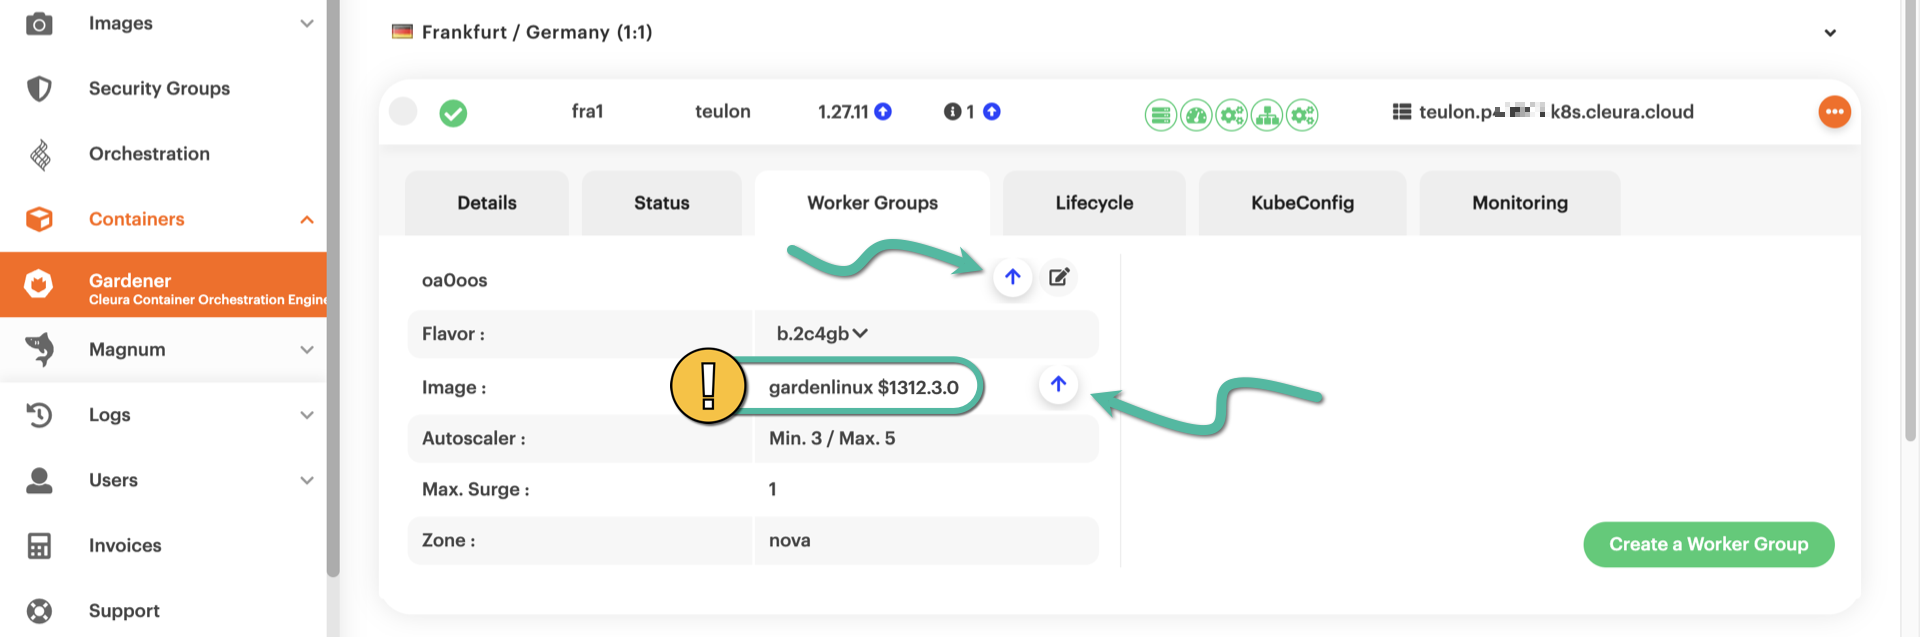 Images
Security Groups
Orchestration
Containers
Gardener
Cleura Container Orchestration Engine
Magnum
Logs
Users
Invoices
Support
Frankfurt / Germany (1:1)
fra1 teulon 1.27.11 1 teulon.p k8s.cleura.cloud
Details Status Worker Groups Lifecycle KubeConfig Monitoring
oa0oos
Flavor : b.2c4gb
Image : gardenlinux $1312.3.0
Autoscaler : Min. 3 / Max. 5
Max. Surge : 1
Zone : nova
Create a Worker Group